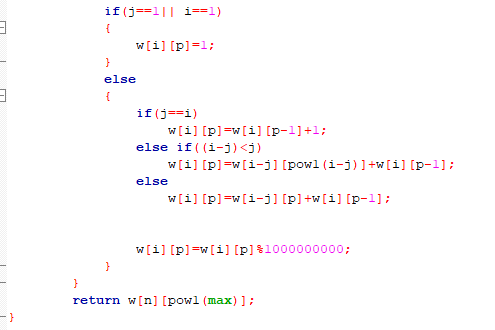 if(j==1|| i==1)
{
w[i][p]=1;
}
else
{
if(j==i)
w[i][p]=w[i][p-1]+1;
else if((i-j)<j)
w[i][p]=w[i-j][powl(i-j)]+w[i][p-1];
else
w[i][p]=w[i-j][p]+w[i][p-1];
w[i][p]=w[i][p]%1000000000;
}
}
return w[n][powl(max)];
}